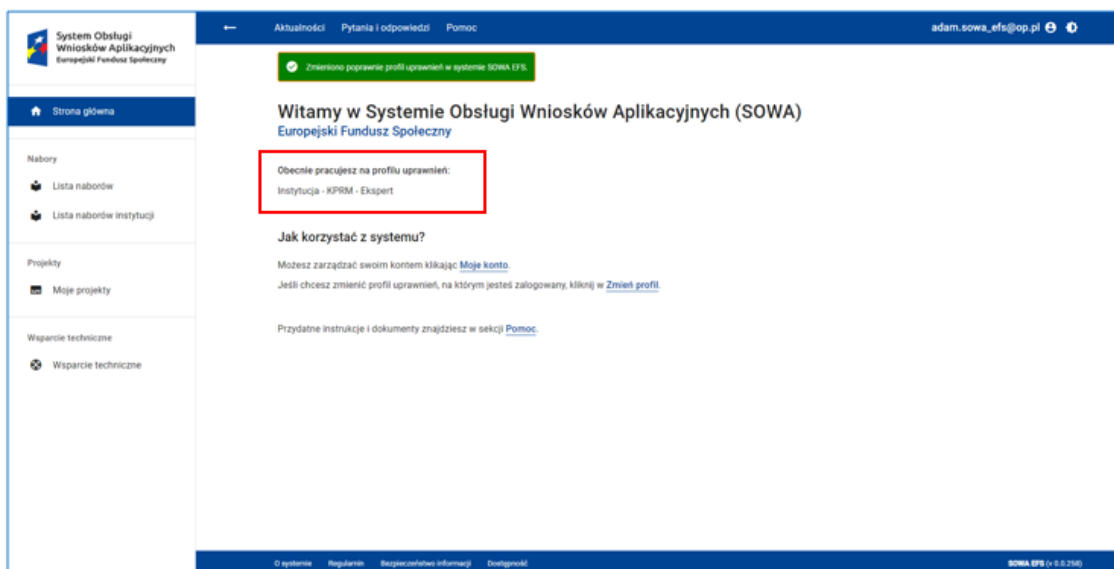 System Obsługi
Wniosków Aplikacyjnych
Europejski Fundusz Społeczny
Aktualności Pytania i odpowiedzi Pomoc
adam.sowa_efs@op.pl
Zmieniono poprawnie profil uprawnień w systemie SOWA EFS.
Strona główna
Nabory
Lista naborów
Lista naborów instytucji
Projekty
Moje projekty
Wsparcie techniczne
Wsparcie techniczne
Witamy w Systemie Obsługi Wniosków Aplikacyjnych (SOWA)
Europejski Fundusz Społeczny
Obecnie pracujesz na profilu uprawnień:
Instytucja - KPRM - Ekspert
Jak korzystać z systemu?
Możesz zarządzać swoim kontem klikając Moje konto.
Jeśli chcesz zmienić profil uprawnień, na którym jesteś zalogowany, kliknij w Zmień profil.
Przydatne instrukcje i dokumenty znajdziesz w sekcji Pomoc.
O systemie Regulamin Bezpieczeństwo informacji Dostępność
SOWA EFS (v 0.0.258)